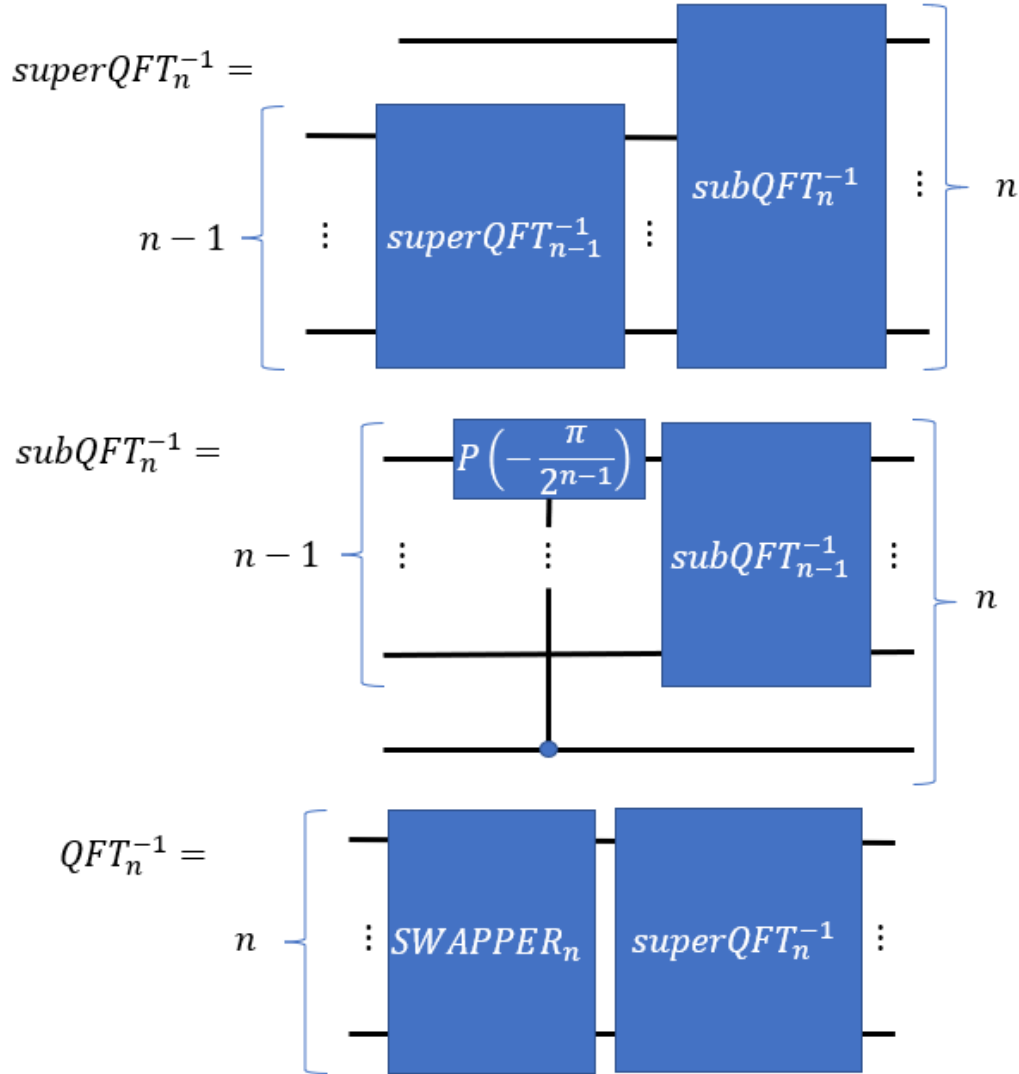 superQFT_n^{-1} =
n − 1
⋮
superQFT_{n-1}^{-1}
⋮
subQFT_n^{-1}
⋮
n
subQFT_n^{-1} =
n − 1
⋮
P(−π/2^{n-1})
⋮
subQFT_{n-1}^{-1}
⋮
n
QFT_n^{-1} =
n
⋮
SWAPPER_n
superQFT_n^{-1}
⋮